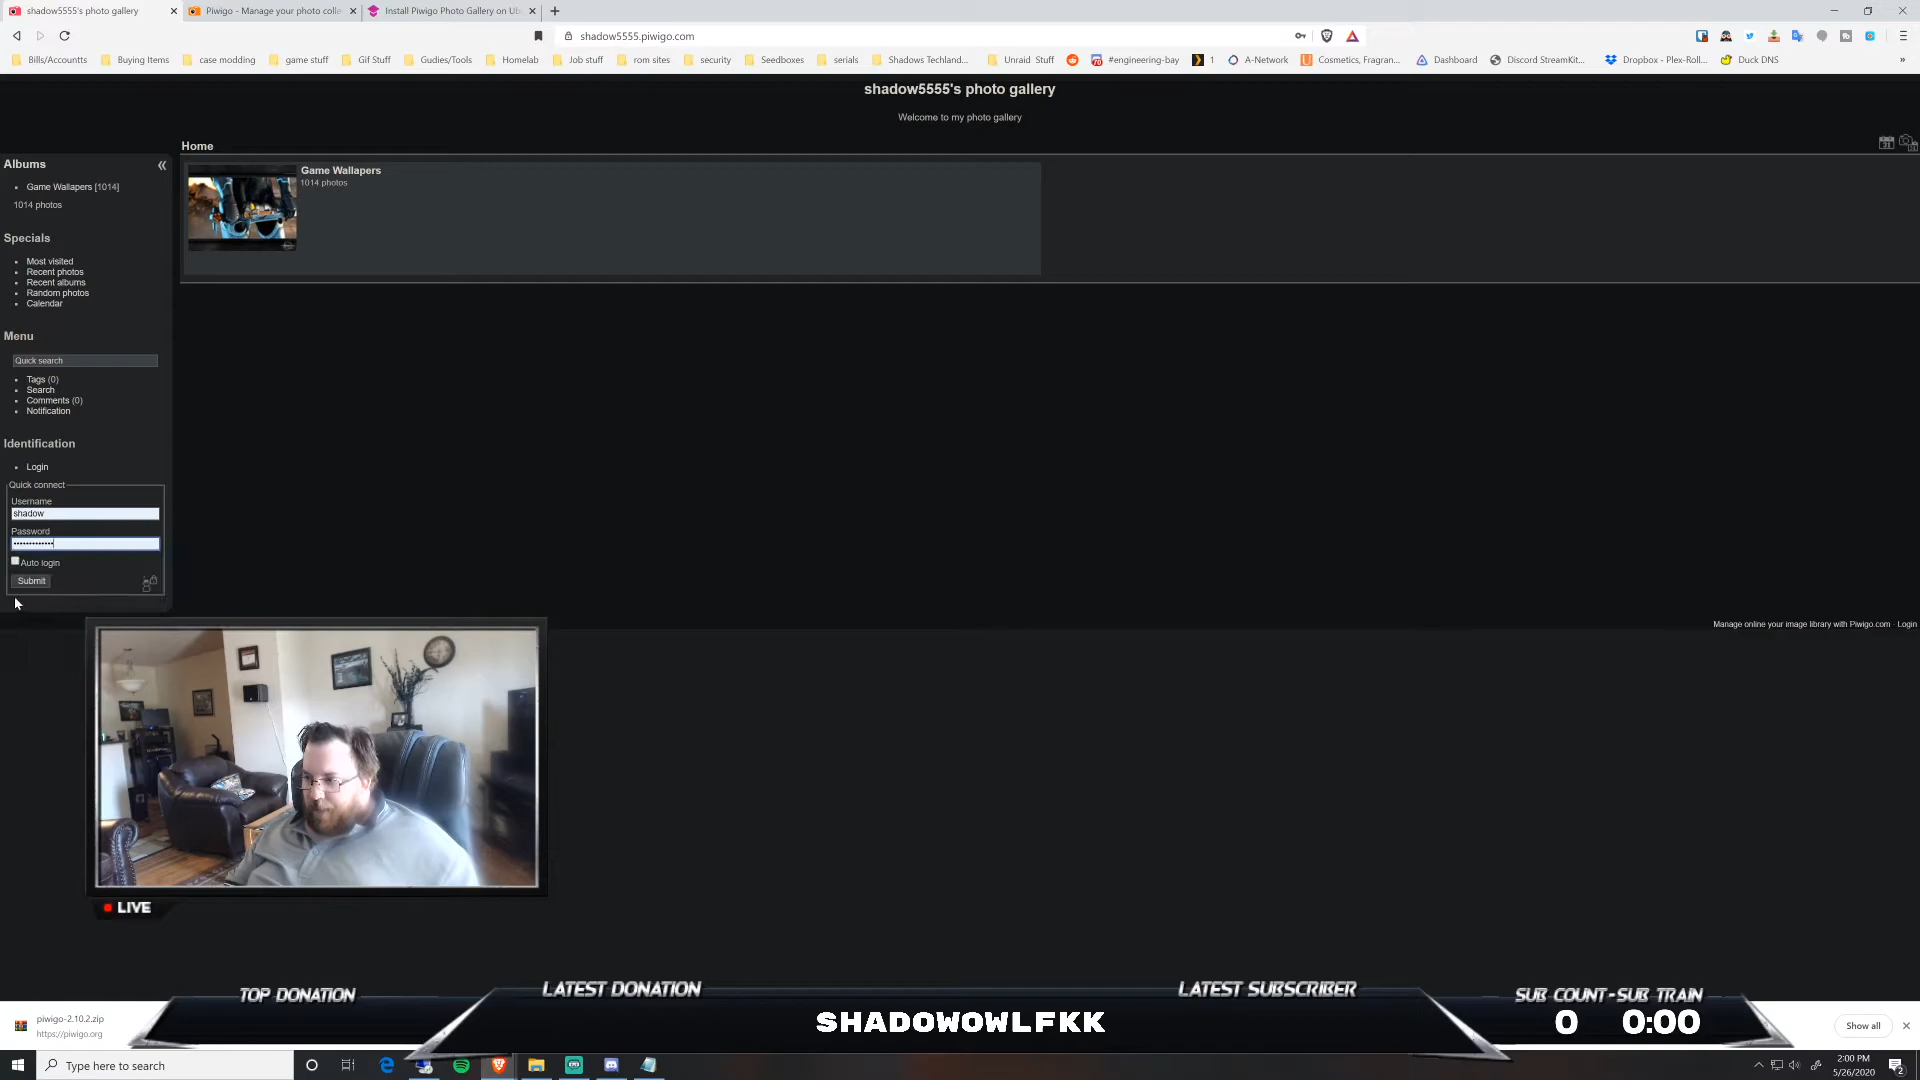 shadow5555's photo gallery
Piwigo - Manage your photo colle
Install Piwigo Photo Gallery on Ub
shadow5555.piwigo.com
Bills/Accountts
Buying Items
case modding
game stuff
Gif Stuff
Gudies/Tools
Homelab
Job stuff
rom sites
security
Seedboxes
serials
Shadows Techland...
Unraid Stuff
#engineering-bay
1
A-Network
Cosmetics, Fragran...
Dashboard
Discord StreamKit...
Dropbox - Plex-Roll...
Duck DNS
»
shadow5555's photo gallery
Welcome to my photo gallery
Home
Albums
«
Game Wallapers [1014]
1014 photos
Game Wallapers
1014 photos
Specials
Most visited
Recent photos
Recent albums
Random photos
Calendar
Menu
Quick search
Tags (0)
Search
Comments (0)
Notification
Identification
Login
Quick connect
Username
shadow
Password
Auto login
Submit
Manage online your image library with Piwigo.com - Login
LIVE
TOP DONATION
LATEST DONATION
LATEST SUBSCRIBER
SUB COUNT-SUB TRAIN
SHADOWOWLFKK
0
0:00
piwigo-2.10.2.zip
https://piwigo.org
Show all
Type here to search
2:00 PM
5/26/2020
2